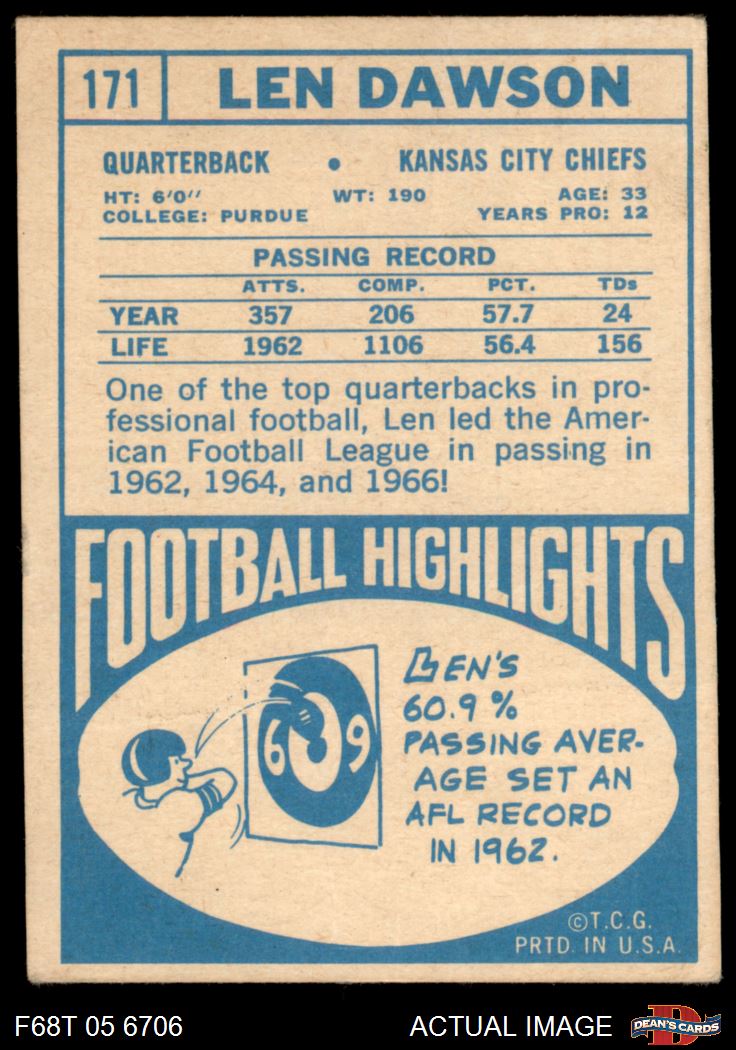 171 LEN DAWSON
QUARTERBACK • KANSAS CITY CHIEFS
HT: 6'0" WT: 190 AGE: 33
COLLEGE: PURDUE YEARS PRO: 12
PASSING RECORD
ATTS. COMP. PCT. TDs
YEAR 357 206 57.7 24
LIFE 1962 1106 56.4 156
One of the top quarterbacks in pro-
fessional football, Len led the Amer-
ican Football League in passing in
1962, 1964, and 1966!
FOOTBALL HIGHLIGHTS
LEN'S
60.9%
PASSING AVER-
AGE SET AN
AFL RECORD
IN 1962.
6 0 9
©T.C.G.
PRTD. IN U.S.A.
F68T 05 6706 ACTUAL IMAGE DEAN'S CARDS